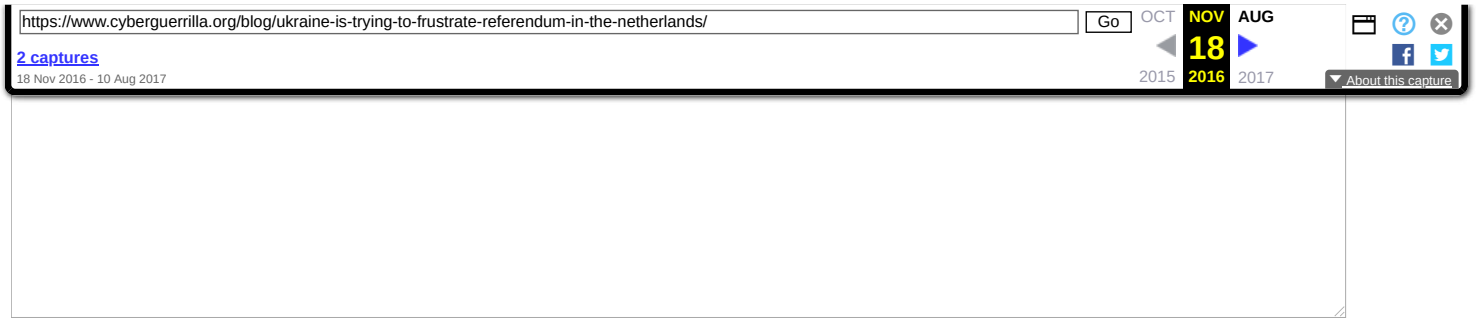 https://www.cyberguerrilla.org/blog/ukraine-is-trying-to-frustrate-referendum-in-the-netherlands/
Go
OCT NOV AUG
18
2 captures
18 Nov 2016 - 10 Aug 2017
2015 2016 2017
About this capture